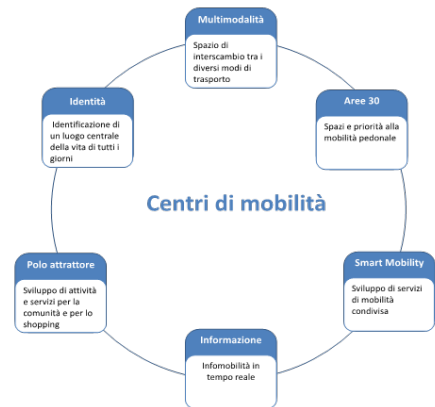 Multimodalità
Spazio di
interscambio tra i
diversi modi di
trasporto
Aree 30
Spazi e priorità alla
mobilità pedonale
Smart Mobility
Sviluppo di servizi
di mobilità
condivisa
Informazione
Infomobilità in
tempo reale
Polo attrattore
Sviluppo di attività
e servizi per la
comunità e per lo
shopping
Identità
Identificazione di
un luogo centrale
della vita di tutti i
giorni
Centri di mobilità